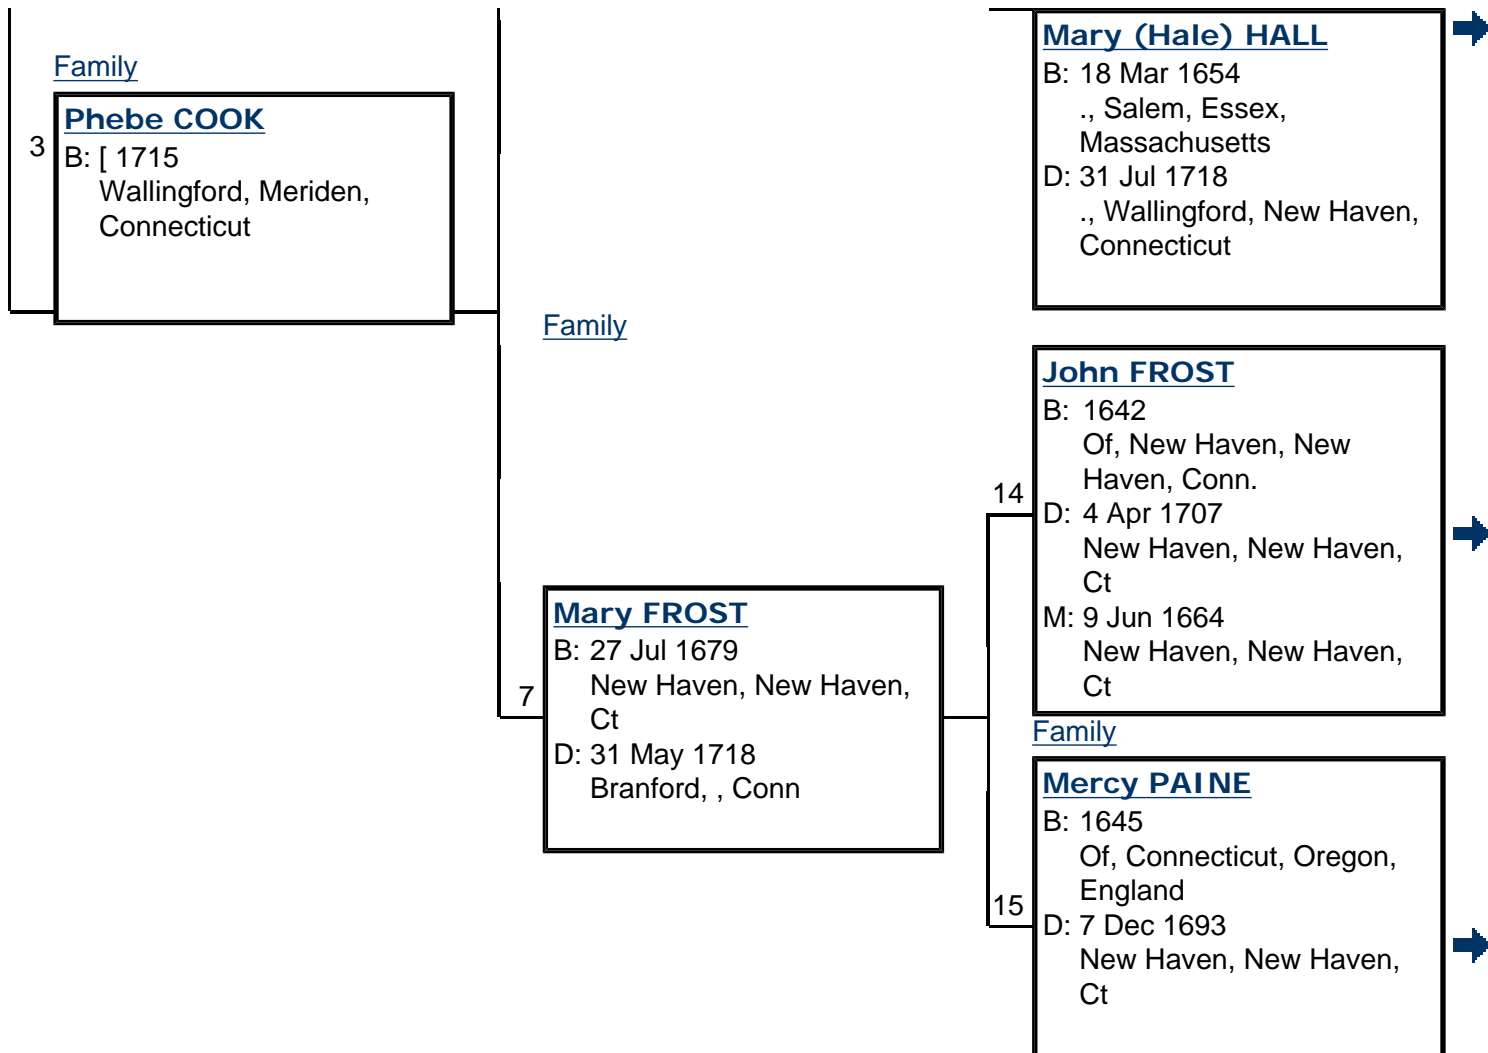 Family
3
Phebe COOK
B: [ 1715
Wallingford, Meriden,
Connecticut
Mary (Hale) HALL
B: 18 Mar 1654
., Salem, Essex,
Massachusetts
D: 31 Jul 1718
., Wallingford, New Haven,
Connecticut
Family
7
Mary FROST
B: 27 Jul 1679
New Haven, New Haven,
Ct
D: 31 May 1718
Branford, , Conn
14
John FROST
B: 1642
Of, New Haven, New
Haven, Conn.
D: 4 Apr 1707
New Haven, New Haven,
Ct
M: 9 Jun 1664
New Haven, New Haven,
Ct
Family
15
Mercy PAINE
B: 1645
Of, Connecticut, Oregon,
England
D: 7 Dec 1693
New Haven, New Haven,
Ct